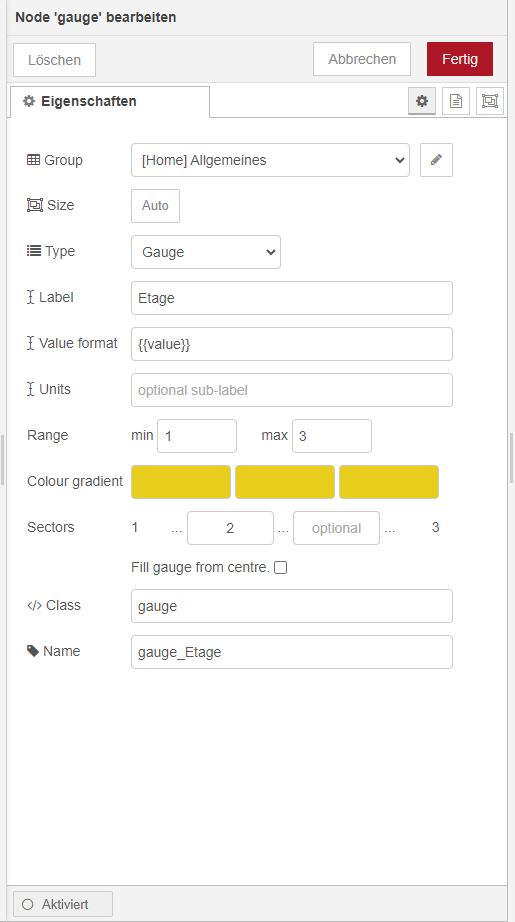 Node 'gauge' bearbeiten
Löschen
Abbrechen
Fertig
Eigenschaften
Group
[Home] Allgemeines
Size
Auto
Type
Gauge
Label
Etage
Value format
{{value}}
Units
optional sub-label
Range
min 1
max 3
Colour gradient
Sectors
1 ... 2 ... optional ... 3
Fill gauge from centre.
Class
gauge
Name
gauge_Etage
Aktiviert